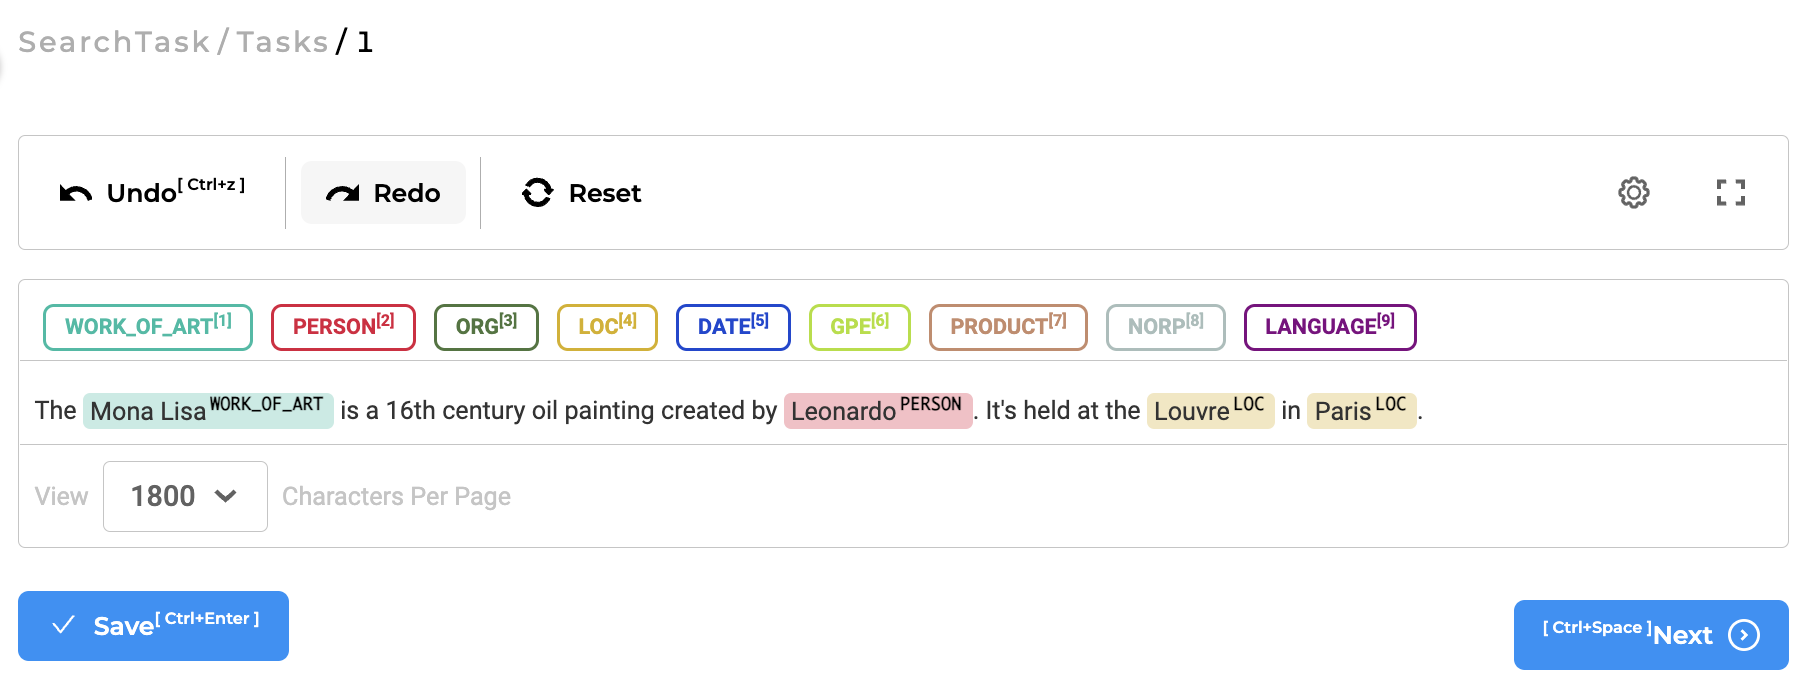 SearchTask / Tasks / 1
Undo[ Ctrl+z ] Redo Reset
WORK_OF_ART[1] PERSON[2] ORG[3] LOC[4] DATE[5] GPE[6] PRODUCT[7] NORP[8] LANGUAGE[9]
The Mona Lisa WORK_OF_ART is a 16th century oil painting created by Leonardo PERSON. It's held at the Louvre LOC in Paris LOC.
View 1800 Characters Per Page
Save[ Ctrl+Enter ] [ Ctrl+Space ]Next